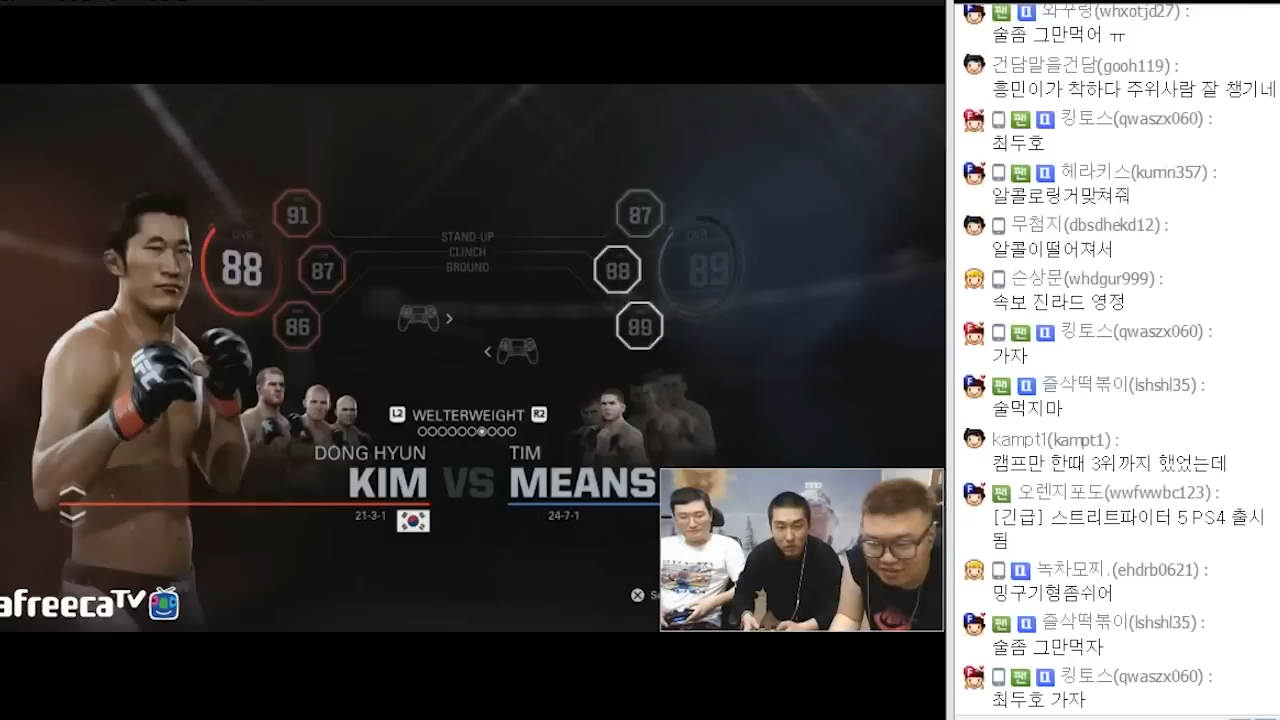 91
OVR
88
87
86
STAND-UP
CLINCH
GROUND
87
88
89
OVR
89
L2 WELTERWEIGHT R2
DONG HYUN
KIM VS
TIM
MEANS
21-3-1
24-7-1
afreecaTV
와꾸렁(whxotjd27) :
술좀 그만먹어 ㅠ
건담말을건담(gooh119) :
흥민이가 착하다 주위사람 잘 챙기네
킹토스(qwaszx060) :
최두호
헤라키스(kumin357) :
알콜로링거맞쳐줘
무첨지(dbsdhekd12) :
알콜이떨어져서
슨상문(whdgur999) :
속보 진라드 영정
킹토스(qwaszx060) :
가자
즐삭떡볶이(lshshl35) :
술먹지마
kampt1(kampt1) :
캠프만 한때 3위까지 했었는데
오렌지포도(wwfwwbc123) :
[긴급] 스트리트파이터 5 PS4 출시
됨
녹차모찌.(ehdrb0621) :
밍구기형좀쉬어
즐삭떡볶이(lshshl35) :
술좀 그만먹자
킹토스(qwaszx060) :
최두호 가자